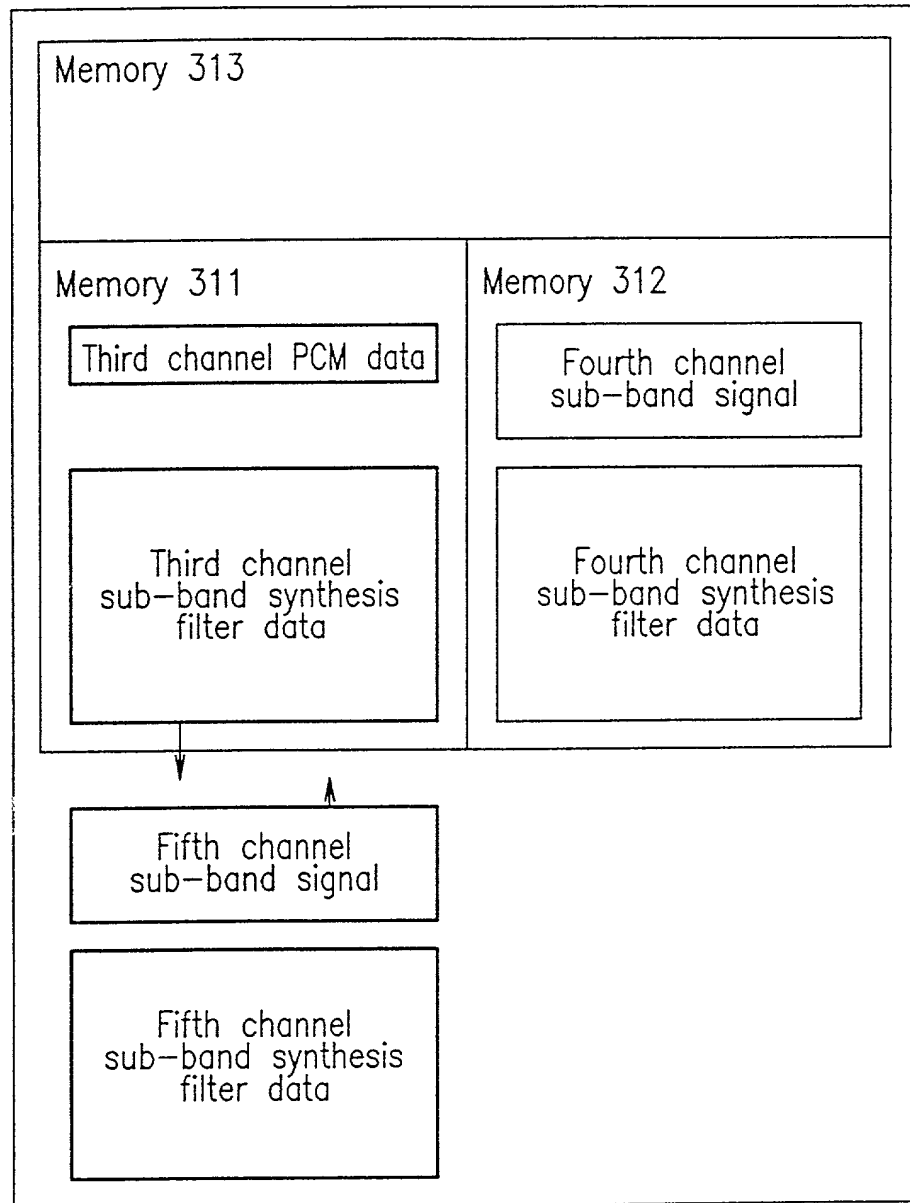 Memory 313
Memory 311
Third channel PCM data
Third channel
sub-band synthesis
filter data
Memory 312
Fourth channel
sub-band signal
Fourth channel
sub-band synthesis
filter data
Fifth channel
sub-band signal
Fifth channel
sub-band synthesis
filter data